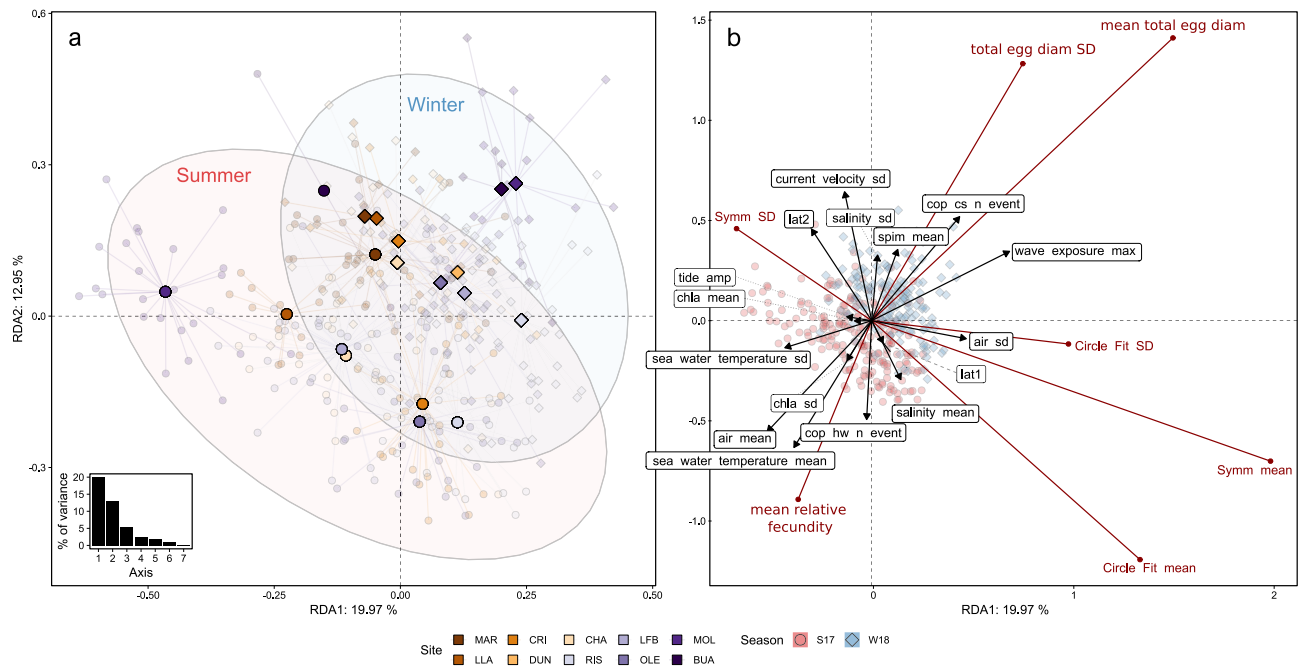 a
Winter
Summer
0.6
0.3
0.0
-0.3
RDA2: 12.95 %
-0.50
-0.25
0.00
0.25
0.50
RDA1: 19.97 %
20
15
10
5
0
% of variance
1 2 3 4 5 6 7
Axis
b
1.5
1.0
0.5
0.0
-0.5
-1.0
0
1
2
RDA1: 19.97 %
mean total egg diam
total egg diam SD
current velocity sd
cop cs n event
Symm SD
lat2
salinity sd
spim mean
wave exposure max
tide amp
chla mean
air sd
Circle Fit SD
sea water temperature sd
lat1
chla sd
salinity mean
air mean
cop hw n event
sea water temperature mean
Symm mean
mean relative
fecundity
Circle Fit mean
Site
MAR CRI CHA LFB MOL
LLA DUN RIS OLE BUA
Season S17 W18